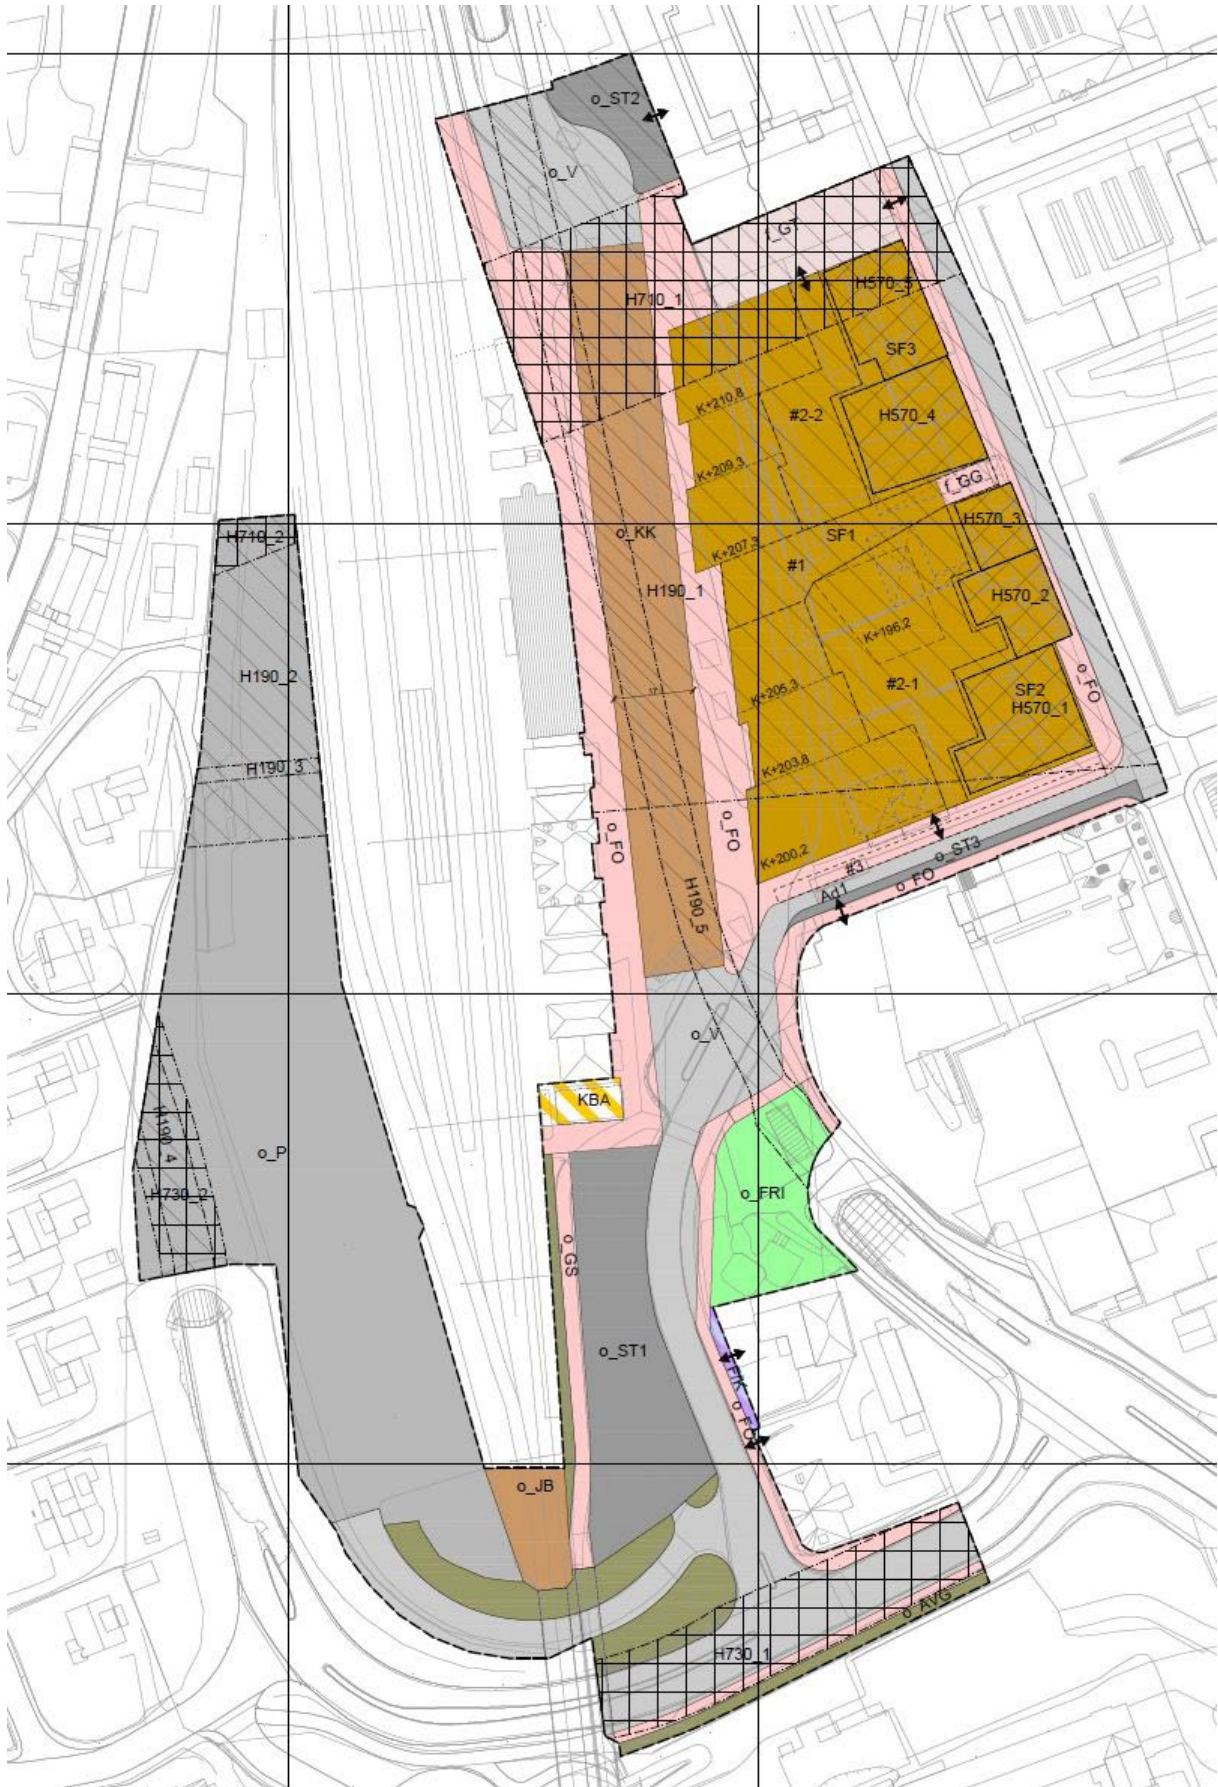 o_ST2
o_V
f_GT
H570_5
H710_1
SF3
K+210,8
#2-2
H570_4
K+209,3
f_GG
H570_3
H710_2
o_KK
SF1
K+207,3
#1
H190_1
H570_2
K+196,2
H190_2
o_FO
K+205,3
#2-1
SF2
H570_1
17
H190_3
K+203,8
o_FO
o_FO
K+200,2
#3
o_ST3
o_FO
Ad1
H190_5
o_V
KBA
H190_4
o_P
H730_2
o_FRI
o_GS
o_ST1
o_FO
o_JB
o_AVG
H730_1